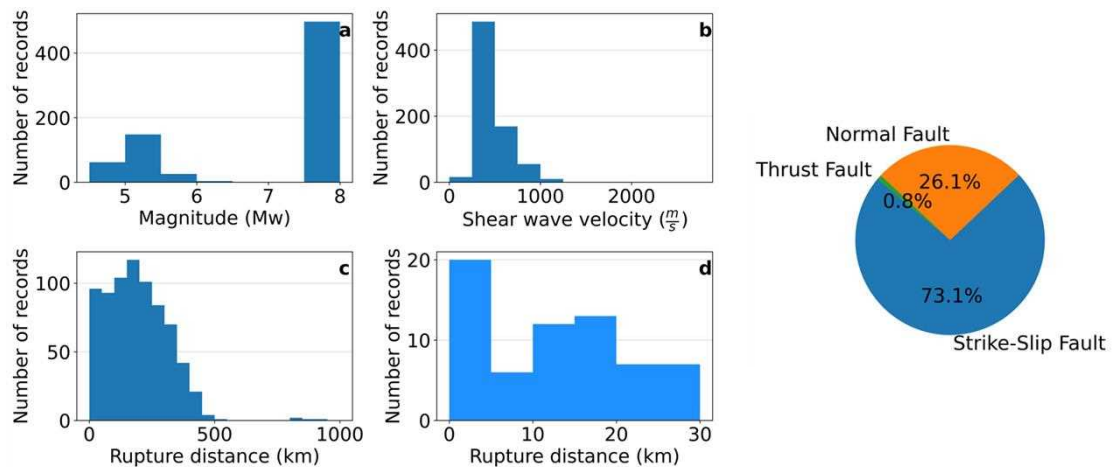 a
Number of records
400
200
0
5
6
7
8
Magnitude (Mw)
b
Number of records
400
200
0
0
1000
2000
Shear wave velocity (m/s)
c
Number of records
100
50
0
0
500
1000
Rupture distance (km)
d
Number of records
20
10
0
0
10
20
30
Rupture distance (km)
Normal Fault
Thrust Fault
26.1%
0.8%
73.1%
Strike-Slip Fault